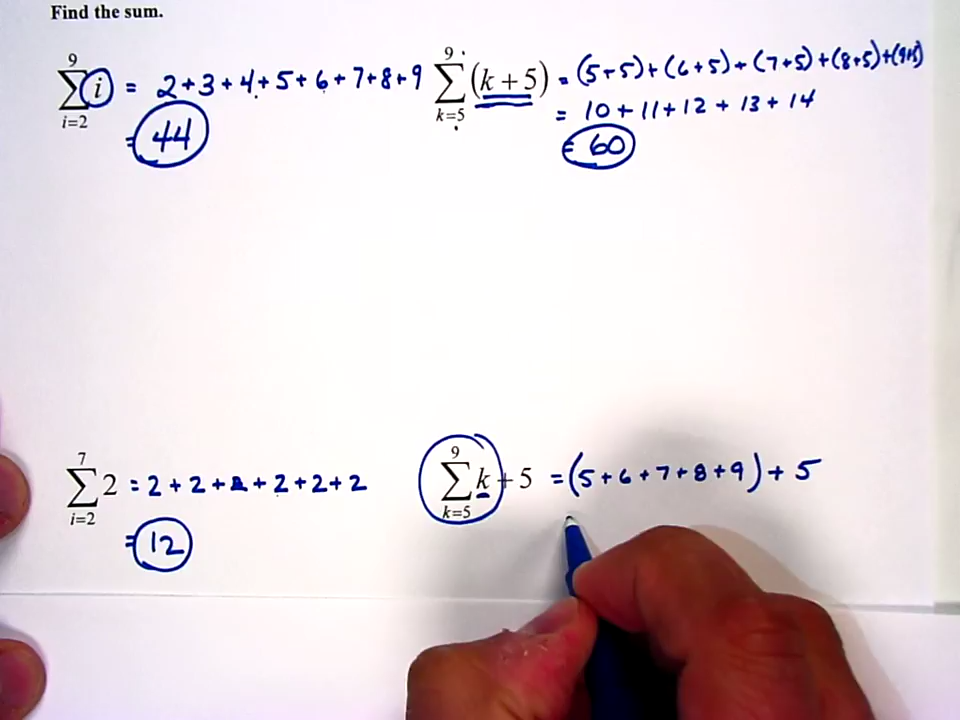 Find the sum.
9
∑ i = 2+3+4+5+6+7+8+9
i=2
= 44
9
∑ (k+5) = (5+5)+(6+5)+(7+5)+(8+5)+(9+5)
k=5
= 10+11+12+13+14
= 60
7
∑ 2 = 2+2+2+2+2+2
i=2
= 12
9
∑ k+5 = (5+6+7+8+9)+5
k=5